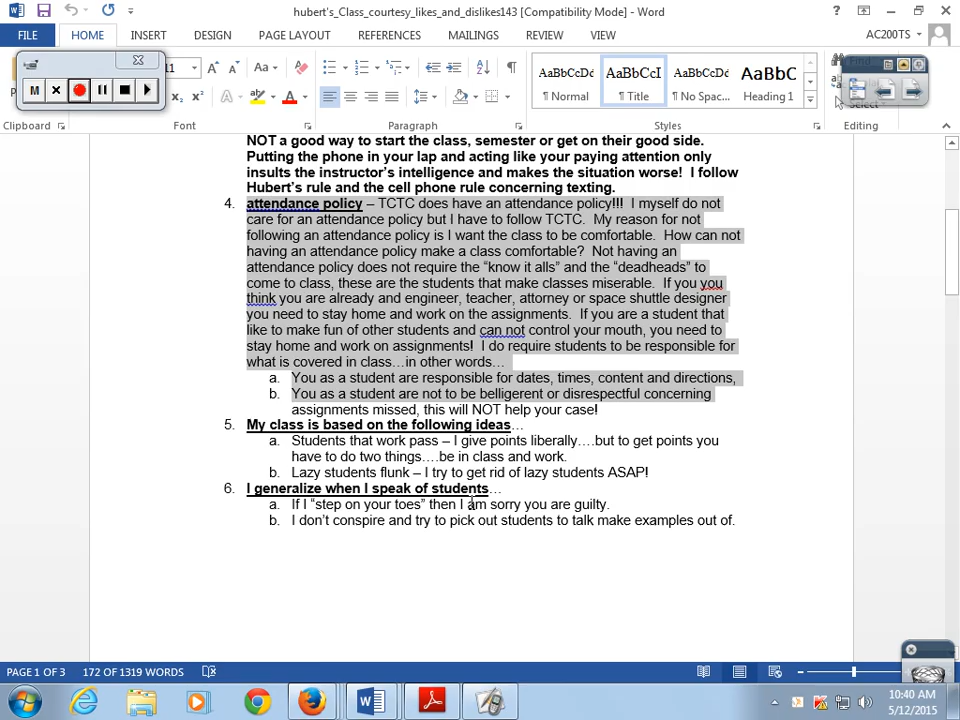 hubert's_Class_courtesy_likes_and_dislikes143 [Compatibility Mode] - Word
FILE HOME INSERT DESIGN PAGE LAYOUT REFERENCES MAILINGS REVIEW VIEW AC200TS
11 Aa
AaBbCcDd AaBbCcI AaBbCcDd AaBbC
¶ Normal ¶ Title ¶ No Spac... Heading 1
Select
Clipboard Font Paragraph Styles Editing
NOT a good way to start the class, semester or get on their good side.
Putting the phone in your lap and acting like your paying attention only
insults the instructor's intelligence and makes the situation worse! I follow
Hubert's rule and the cell phone rule concerning texting.
4. attendance policy – TCTC does have an attendance policy!!! I myself do not
care for an attendance policy but I have to follow TCTC. My reason for not
following an attendance policy is I want the class to be comfortable. How can not
having an attendance policy make a class comfortable? Not having an
attendance policy does not require the “know it alls” and the “deadheads” to
come to class, these are the students that make classes miserable. If you you
think you are already and engineer, teacher, attorney or space shuttle designer
you need to stay home and work on the assignments. If you are a student that
like to make fun of other students and can not control your mouth, you need to
stay home and work on assignments! I do require students to be responsible for
what is covered in class…in other words…
a. You as a student are responsible for dates, times, content and directions,
b. You as a student are not to be belligerent or disrespectful concerning
assignments missed, this will NOT help your case!
5. My class is based on the following ideas…
a. Students that work pass – I give points liberally….but to get points you
have to do two things….be in class and work.
b. Lazy students flunk – I try to get rid of lazy students ASAP!
6. I generalize when I speak of students…
a. If I “step on your toes” then I am sorry you are guilty.
b. I don't conspire and try to pick out students to talk make examples out of.
PAGE 1 OF 3 172 OF 1319 WORDS
10:40 AM
5/12/2015